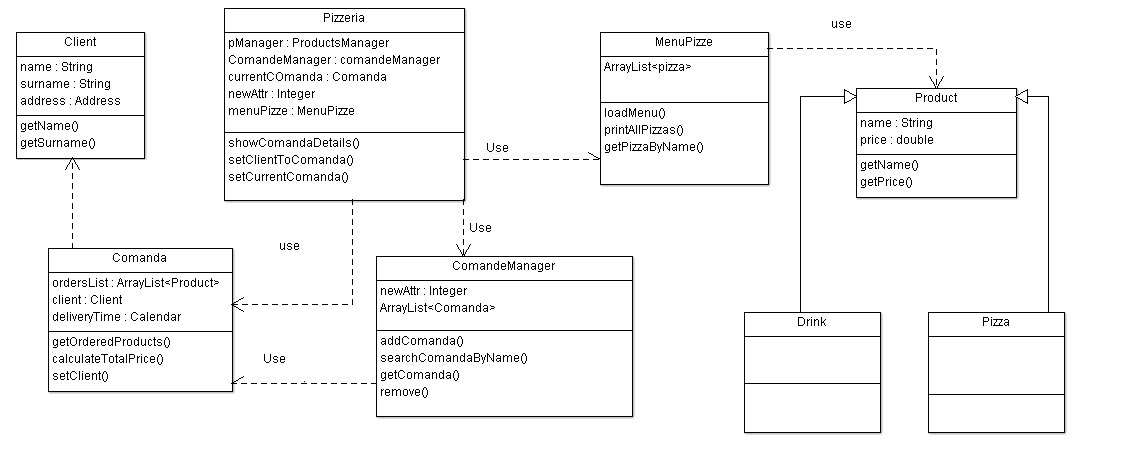 Client
name : String
surname : String
address : Address
getName()
getSurname()
Pizzeria
pManager : ProductsManager
ComandeManager : comandeManager
currentCOmanda : Comanda
newAttr : Integer
menuPizze : MenuPizze
showComandaDetails()
setClientToComanda()
setCurrentComanda()
Use
MenuPizze
ArrayList<pizza>
loadMenu()
printAllPizzas()
getPizzaByName()
use
Product
name : String
price : double
getName()
getPrice()
use
Use
Comanda
ordersList : ArrayList<Product>
client : Client
deliveryTime : Calendar
getOrderedProducts()
calculateTotalPrice()
setClient()
Use
ComandeManager
newAttr : Integer
ArrayList<Comanda>
addComanda()
searchComandaByName()
getComanda()
remove()
Drink
Pizza